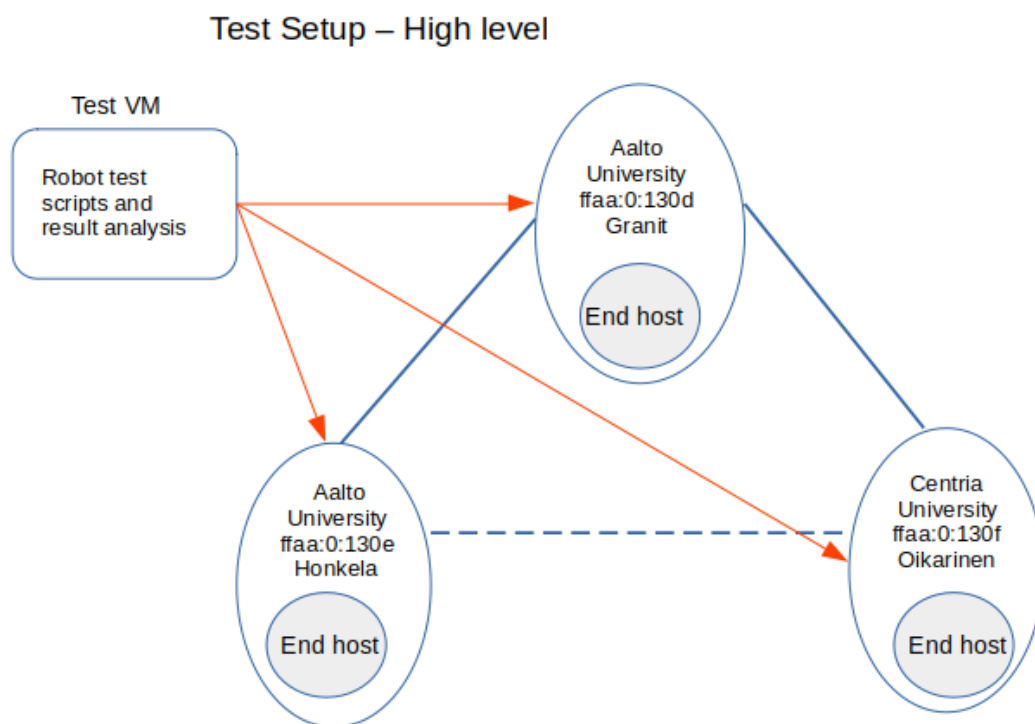 Test Setup – High level
Test VM
Robot test
scripts and
result analysis
Aalto
University
ffaa:0:130d
Granit
End host
Aalto
University
ffaa:0:130e
Honkela
End host
Centria
University
ffaa:0:130f
Oikarinen
End host